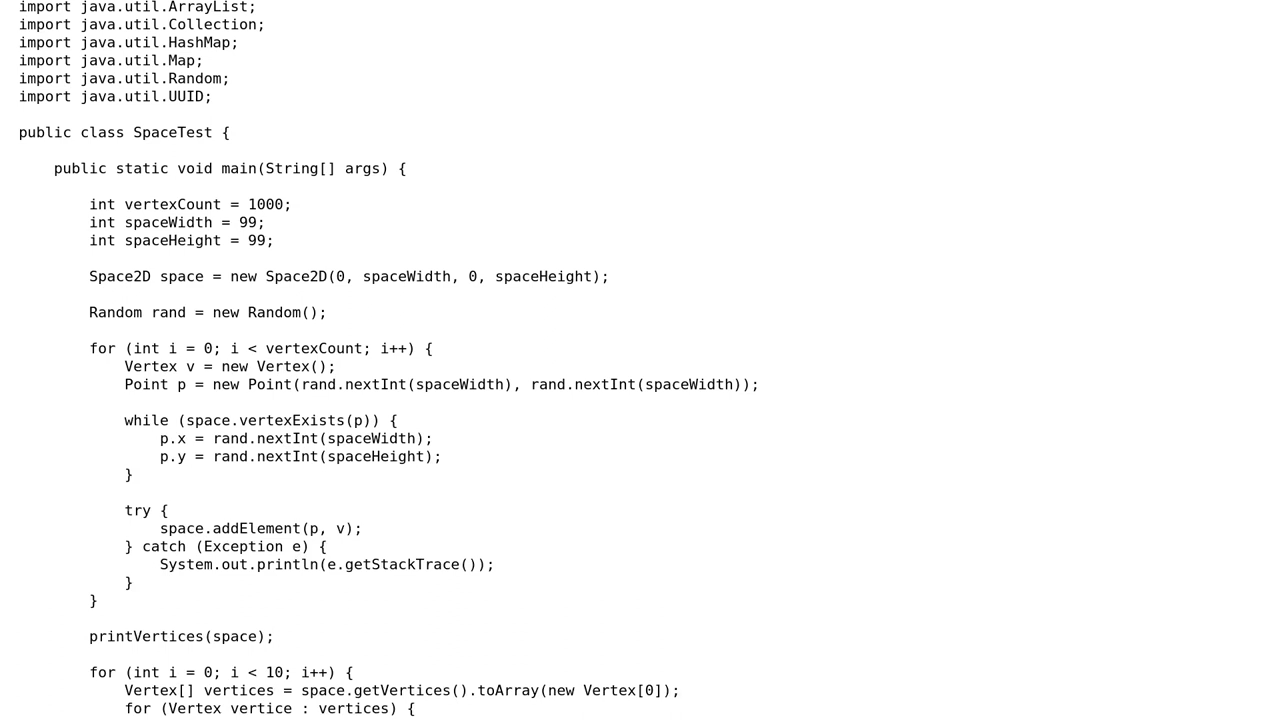 import java.util.ArrayList;
import java.util.Collection;
import java.util.HashMap;
import java.util.Map;
import java.util.Random;
import java.util.UUID;

public class SpaceTest {

    public static void main(String[] args) {

        int vertexCount = 1000;
        int spaceWidth = 99;
        int spaceHeight = 99;

        Space2D space = new Space2D(0, spaceWidth, 0, spaceHeight);

        Random rand = new Random();

        for (int i = 0; i < vertexCount; i++) {
            Vertex v = new Vertex();
            Point p = new Point(rand.nextInt(spaceWidth), rand.nextInt(spaceWidth));

            while (space.vertexExists(p)) {
                p.x = rand.nextInt(spaceWidth);
                p.y = rand.nextInt(spaceHeight);
            }

            try {
                space.addElement(p, v);
            } catch (Exception e) {
                System.out.println(e.getStackTrace());
            }
        }

        printVertices(space);

        for (int i = 0; i < 10; i++) {
            Vertex[] vertices = space.getVertices().toArray(new Vertex[0]);
            for (Vertex vertice : vertices) {